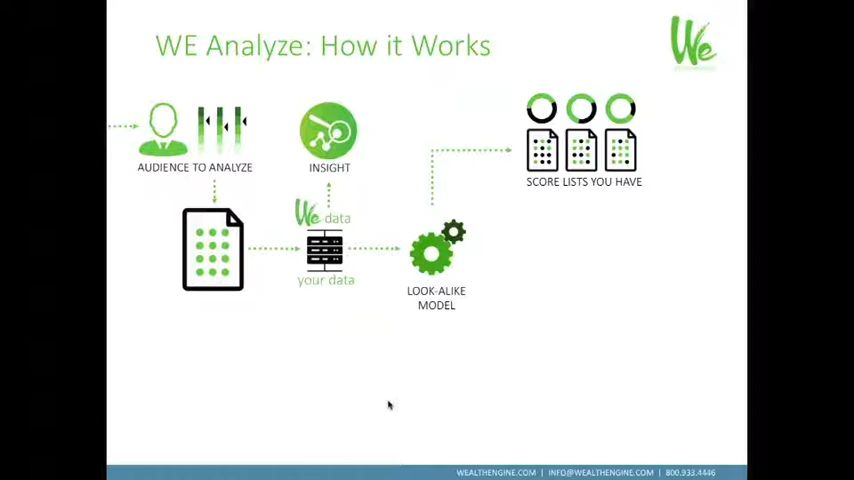 WE Analyze: How it Works
We
AUDIENCE TO ANALYZE
INSIGHT
SCORE LISTS YOU HAVE
We data
your data
LOOK-ALIKE
MODEL
WEALTHENGINE.COM | INFO@WEALTHENGINE.COM | 800.933.4446